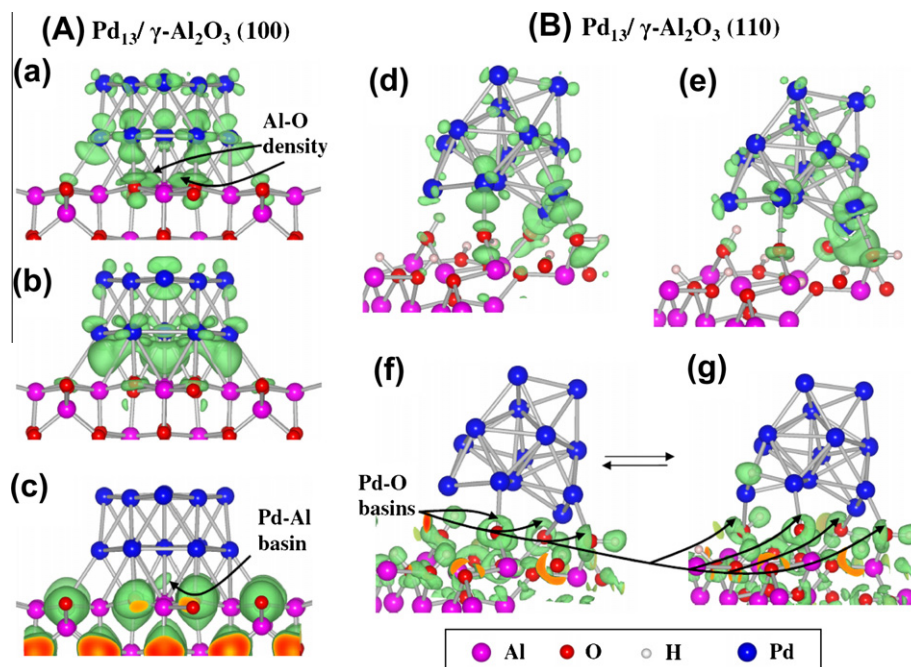 (A) Pd13/ γ-Al2O3 (100)
(B) Pd13/ γ-Al2O3 (110)
(a)
Al-O
density
(b)
(c)
Pd-Al
basin
(d)
(e)
(f)
(g)
Pd-O
basins
Al O H Pd